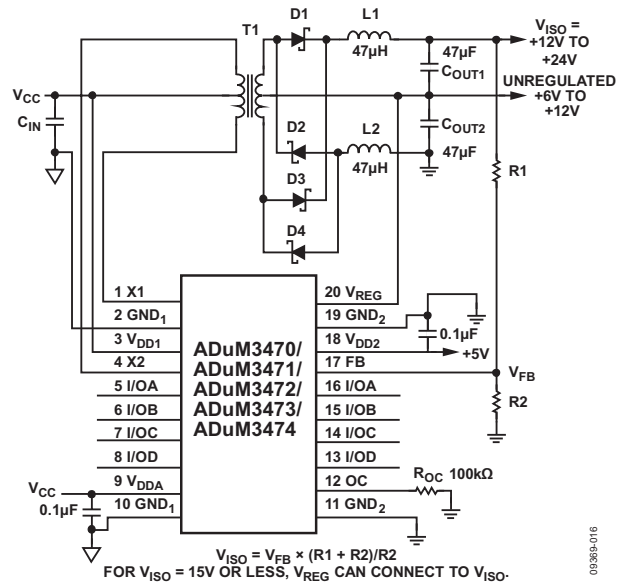 T1
D1
L1
47µH
47µF
COUT1
VISO =
+12V TO
+24V
UNREGULATED
+6V TO
+12V
VCC
CIN
D2
L2
47µH
COUT2
47µF
D3
R1
D4
1 X1
2 GND1
3 VDD1
4 X2
5 I/OA
6 I/OB
7 I/OC
8 I/OD
9 VDDA
10 GND1
ADuM3470/
ADuM3471/
ADuM3472/
ADuM3473/
ADuM3474
20 VREG
19 GND2
18 VDD2
17 FB
16 I/OA
15 I/OB
14 I/OC
13 I/OD
12 OC
11 GND2
0.1µF
+5V
VFB
R2
ROC 100kΩ
VCC
0.1µF
VISO = VFB × (R1 + R2)/R2
FOR VISO = 15V OR LESS, VREG CAN CONNECT TO VISO.
09369-016